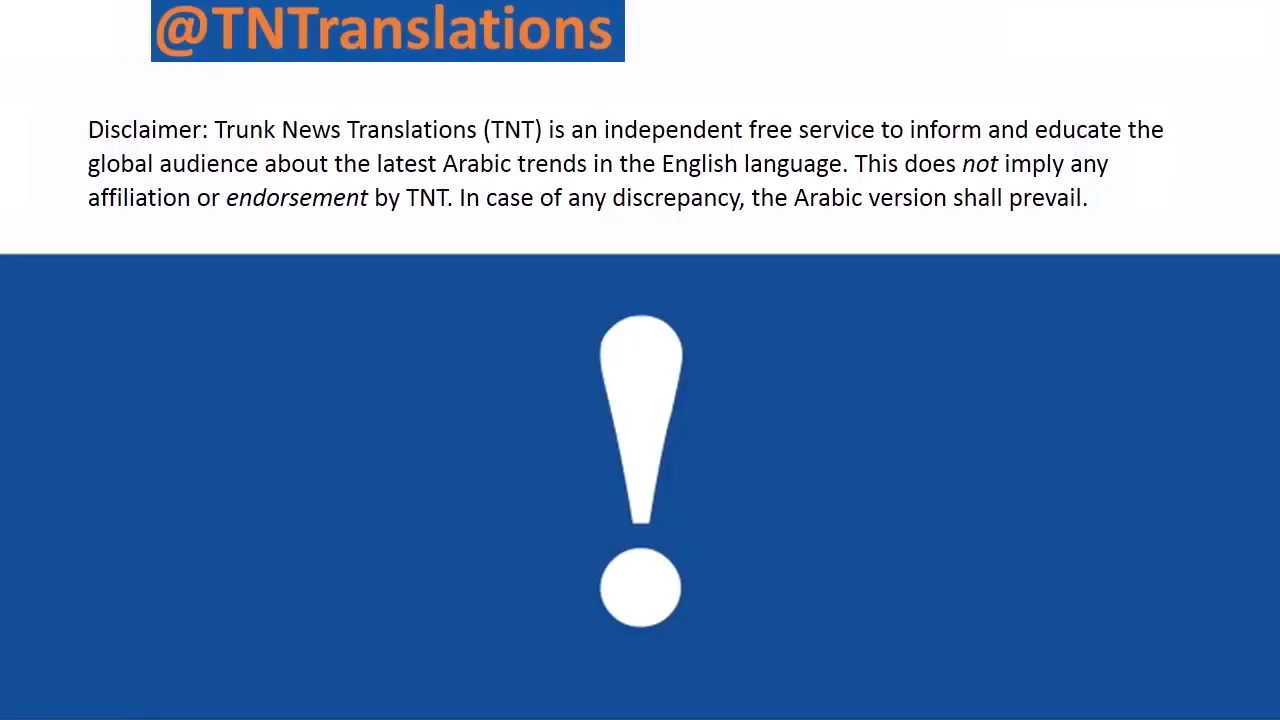 @TNTranslations
Disclaimer: Trunk News Translations (TNT) is an independent free service to inform and educate the
global audience about the latest Arabic trends in the English language. This does not imply any
affiliation or endorsement by TNT. In case of any discrepancy, the Arabic version shall prevail.
!